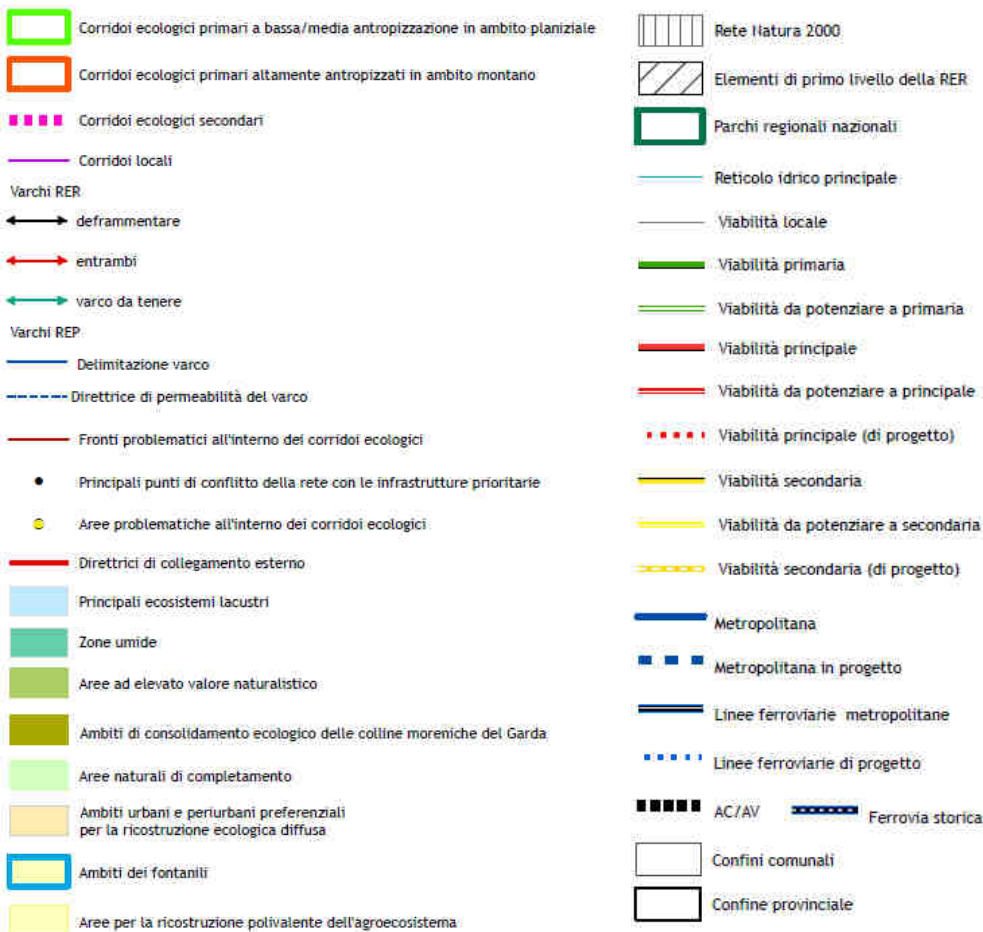 Corridoi ecologici primari a bassa/media antropizzazione in ambito planiziale
Corridoi ecologici primari altamente antropizzati in ambito montano
Corridoi ecologici secondari
Corridoi locali
Varchi RER
deframmentare
entrambi
varco da tenere
Varchi REP
Delimitazione varco
Direttrice di permeabilità del varco
Fronti problematici all'interno dei corridoi ecologici
Principali punti di conflitto della rete con le infrastrutture prioritarie
Aree problematiche all'interno dei corridoi ecologici
Direttrici di collegamento esterno
Principali ecosistemi lacustri
Zone umide
Aree ad elevato valore naturalistico
Ambiti di consolidamento ecologico delle colline moreniche del Garda
Aree naturali di completamento
Ambiti urbani e periurbani preferenziali
per la ricostruzione ecologica diffusa
Ambiti dei fontanili
Aree per la ricostruzione polivalente dell'agroecosistema
Rete Natura 2000
Elementi di primo livello della RER
Parchi regionali nazionali
Reticolo idrico principale
Viabilità locale
Viabilità primaria
Viabilità da potenziare a primaria
Viabilità principale
Viabilità da potenziare a principale
Viabilità principale (di progetto)
Viabilità secondaria
Viabilità da potenziare a secondaria
Viabilità secondaria (di progetto)
Metropolitana
Metropolitana in progetto
Linee ferroviarie metropolitane
Linee ferroviarie di progetto
AC/AV
Ferrovia storica
Confini comunali
Confine provinciale